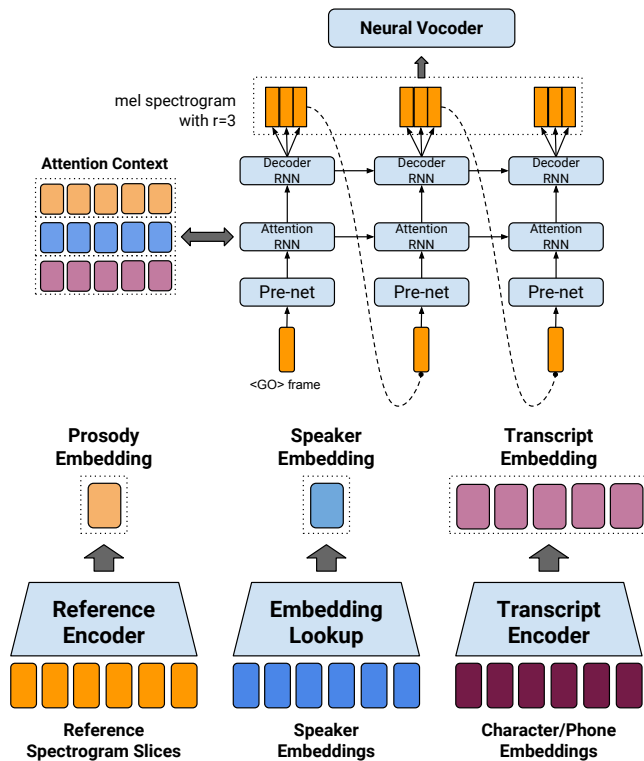 Neural Vocoder
mel spectrogram
with r=3
Attention Context
Decoder
RNN
Decoder
RNN
Decoder
RNN
Attention
RNN
Attention
RNN
Attention
RNN
Pre-net
Pre-net
Pre-net
<GO> frame
Prosody
Embedding
Speaker
Embedding
Transcript
Embedding
Reference
Encoder
Embedding
Lookup
Transcript
Encoder
Reference
Spectrogram Slices
Speaker
Embeddings
Character/Phone
Embeddings